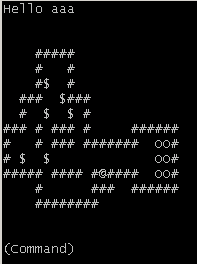 Hello aaa
    #####
    #   #
    #$  #
  ###  $###
  #  $  $ #
### # ### #     ######
#   # ### #######  oo#
# $  $             oo#
##### #### #@####  oo#
    #      ###  ######
    ########
(Command)